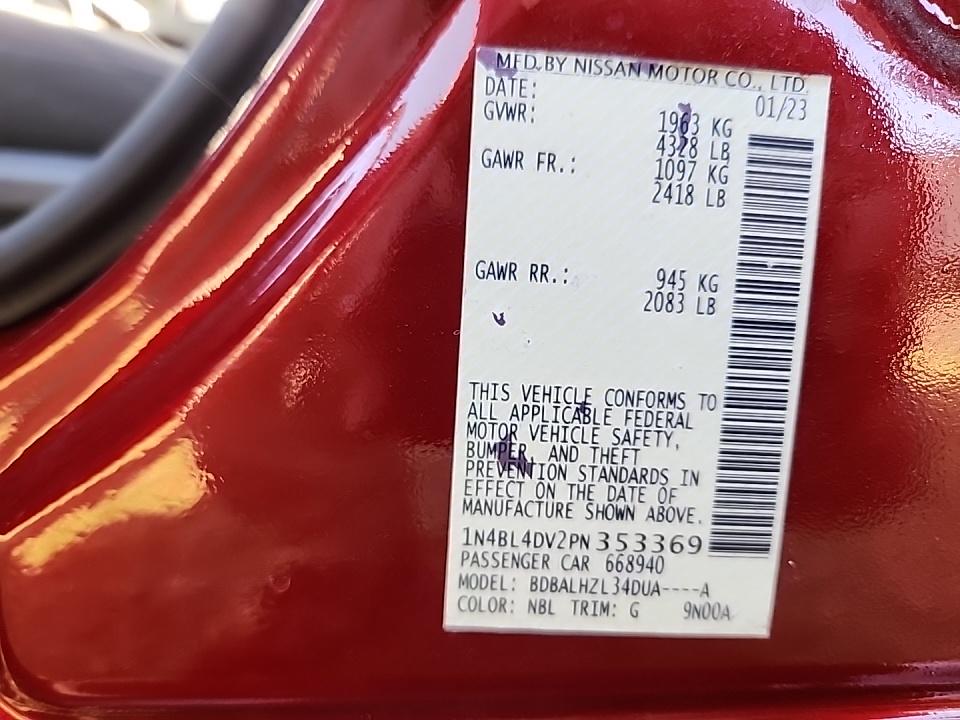 MFD.BY NISSAN MOTOR CO., LTD.
DATE: 01/23
GVWR: 1963 KG
4328 LB
GAWR FR.: 1097 KG
2418 LB
GAWR RR.: 945 KG
2083 LB
THIS VEHICLE CONFORMS TO
ALL APPLICABLE FEDERAL
MOTOR VEHICLE SAFETY,
BUMPER, AND THEFT
PREVENTION STANDARDS IN
EFFECT ON THE DATE OF
MANUFACTURE SHOWN ABOVE.
1N4BL4DV2PN353369
PASSENGER CAR 668940
MODEL: BDBALHZL34DUA----A
COLOR: NBL TRIM: G 9N00A